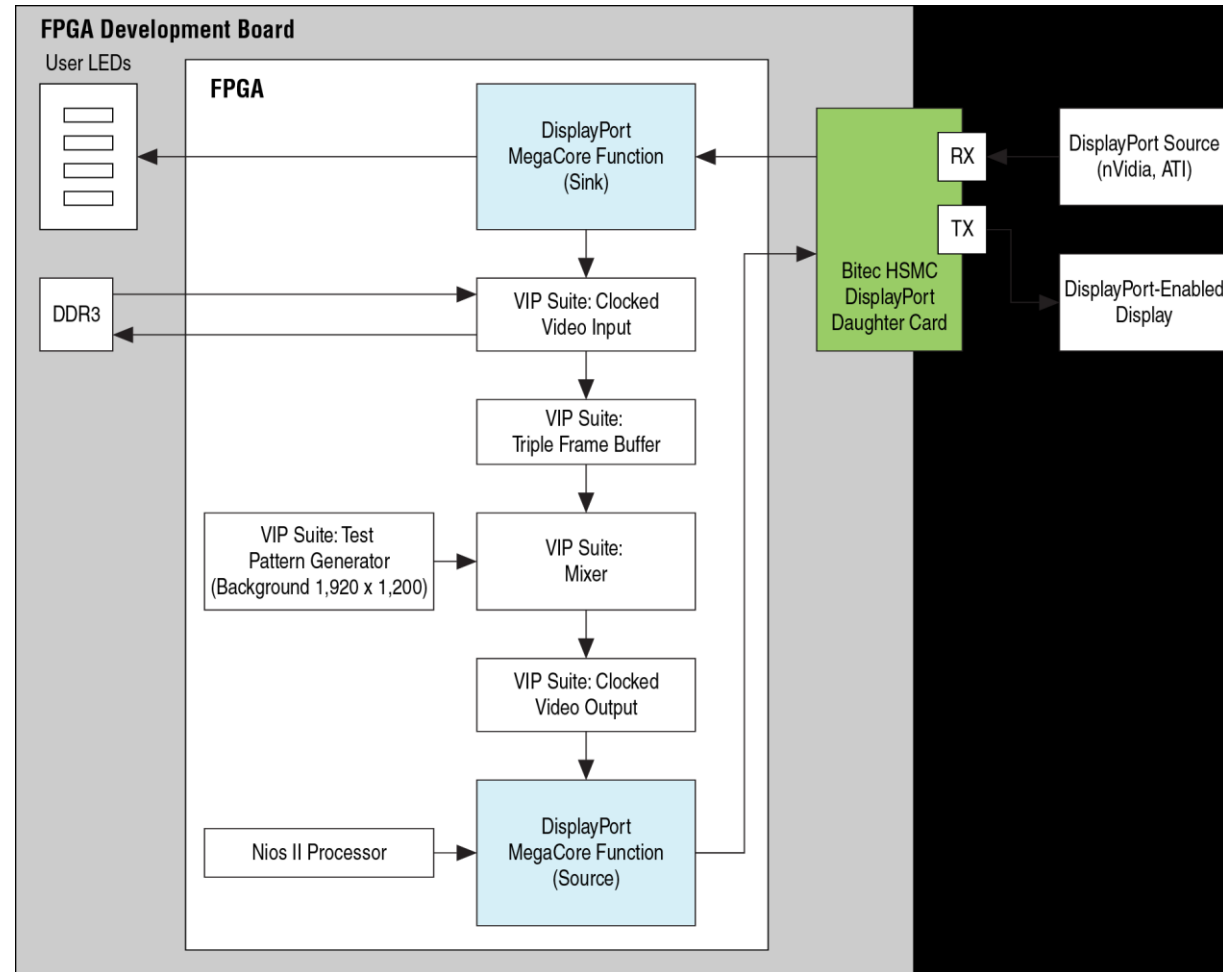 FPGA Development Board
User LEDs
FPGA
DisplayPort
MegaCore Function
(Sink)
RX
DisplayPort Source
(nVidia, ATI)
TX
Bitec HSMC
DisplayPort
Daughter Card
DisplayPort-Enabled
Display
DDR3
VIP Suite: Clocked
Video Input
VIP Suite:
Triple Frame Buffer
VIP Suite: Test
Pattern Generator
(Background 1,920 x 1,200)
VIP Suite:
Mixer
VIP Suite: Clocked
Video Output
Nios II Processor
DisplayPort
MegaCore Function
(Source)